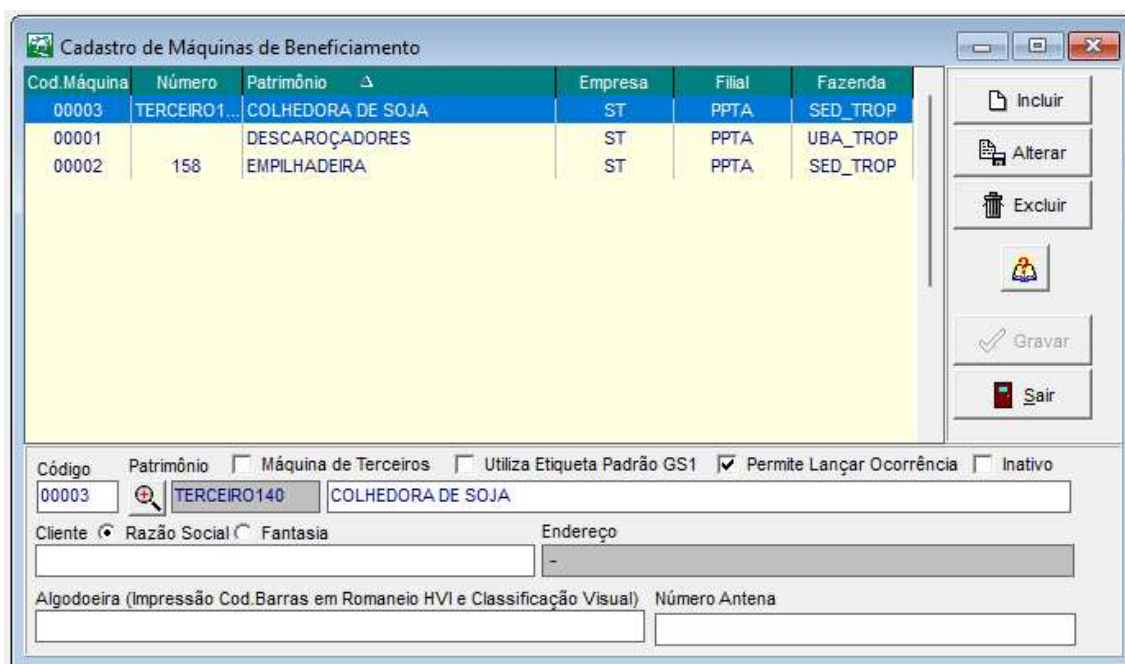 Cadastro de Máquinas de Beneficiamento
Cod.Máquina Número Patrimônio Empresa Filial Fazenda
00003 TERCEIRO1... COLHEDORA DE SOJA ST PPTA SED_TROP
00001 DESCAROÇADORES ST PPTA UBA_TROP
00002 158 EMPILHADEIRA ST PPTA SED_TROP
Incluir
Alterar
Excluir
Gravar
Sair
Código Patrimônio Máquina de Terceiros Utiliza Etiqueta Padrão GS1 Permite Lançar Ocorrência Inativo
00003 TERCEIRO140 COLHEDORA DE SOJA
Cliente Razão Social Fantasia Endereço
-
Algodoeira (Impressão Cod.Barras em Romaneio HVI e Classificação Visual) Número Antena